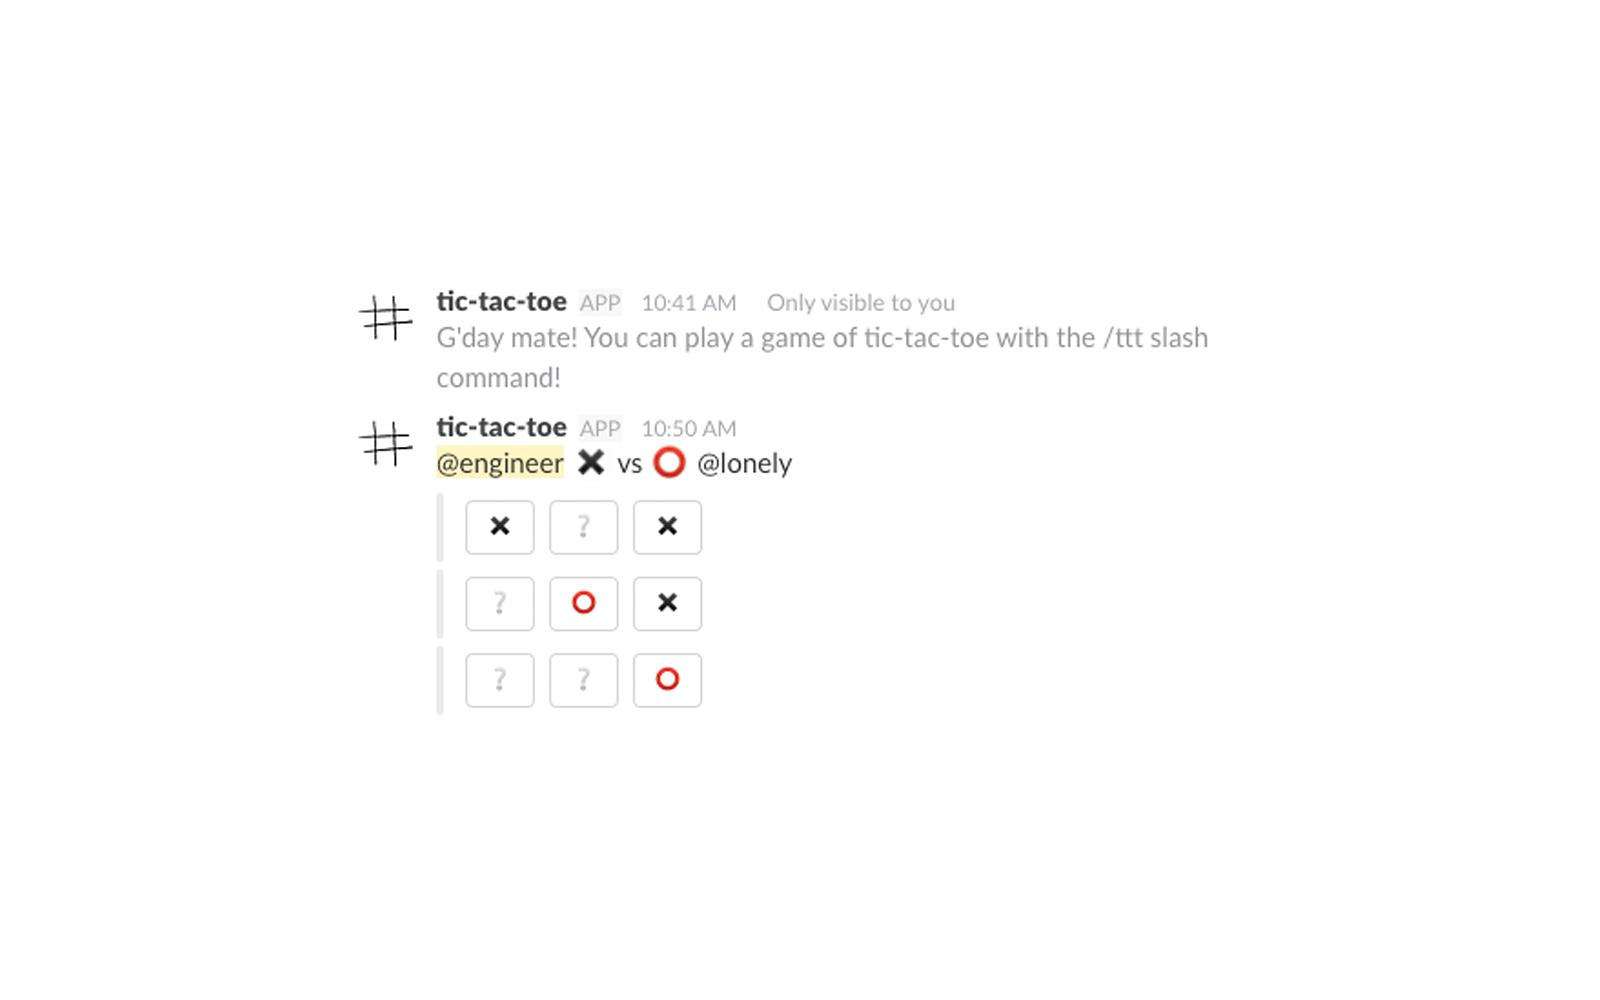 tic-tac-toe APP 10:41 AM Only visible to you
G'day mate! You can play a game of tic-tac-toe with the /ttt slash
command!
tic-tac-toe APP 10:50 AM
@engineer ✖ vs ⭕ @lonely
✖ ? ✖
? ⭕ ✖
? ? ⭕